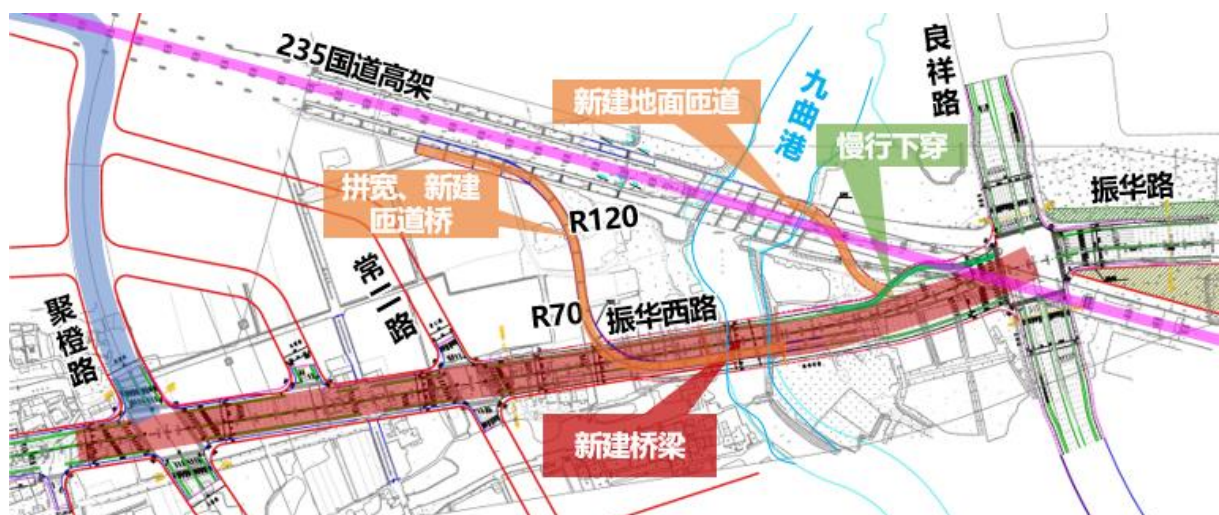 235国道高架
新建地面匝道
九曲港
良祥路
慢行下穿
振华路
拼宽、新建
匝道桥
R120
常二路
R70
振华西路
聚橙路
新建桥梁